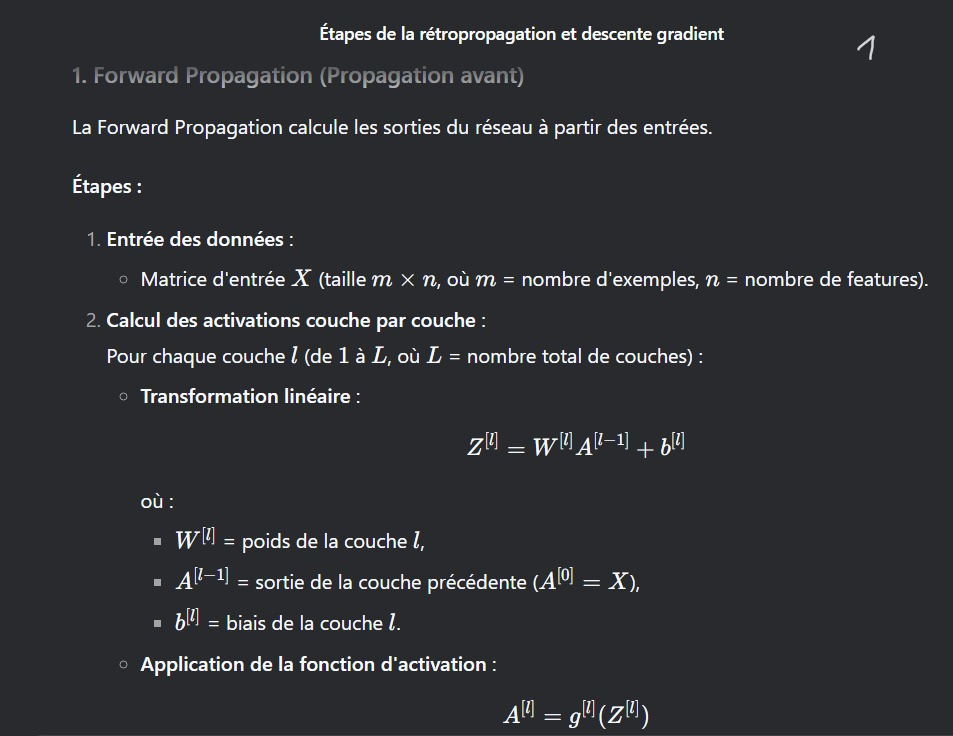 Étapes de la rétropropagation et descente gradient
1
1. Forward Propagation (Propagation avant)
La Forward Propagation calcule les sorties du réseau à partir des entrées.
Étapes :
1. Entrée des données :
○ Matrice d'entrée X (taille m × n, où m = nombre d'exemples, n = nombre de features).
2. Calcul des activations couche par couche :
Pour chaque couche l (de 1 à L, où L = nombre total de couches) :
○ Transformation linéaire :
Z^[l] = W^[l] A^[l−1] + b^[l]
où :
▪ W^[l] = poids de la couche l,
▪ A^[l−1] = sortie de la couche précédente (A^[0] = X),
▪ b^[l] = biais de la couche l.
○ Application de la fonction d'activation :
A^[l] = g^[l](Z^[l])